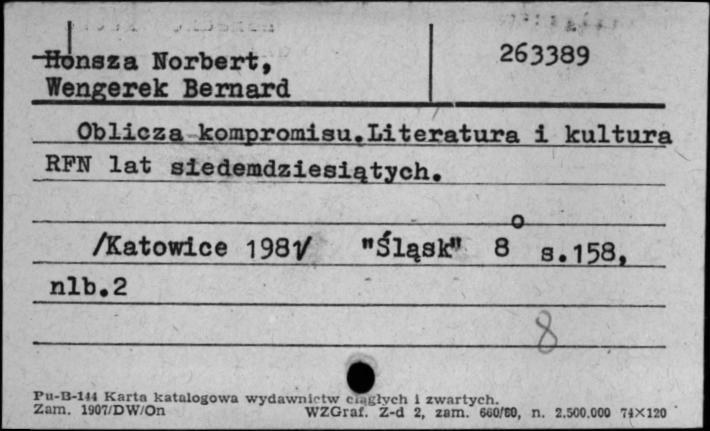 Honsza Norbert, 263389
Wengerek Bernard
Oblicza kompromisu.Literatura i kultura
RFN lat siedemdziesiątych.
/Katowice 1981/ "Śląsk" 8° s.158,
nlb.2
8
Pu-B-144 Karta katalogowa wydawnictw ciągłych i zwartych.
Zam. 1907/DW/On WZGraf. Z-d 2, zam. 660/80, n. 2.500.000 74×120